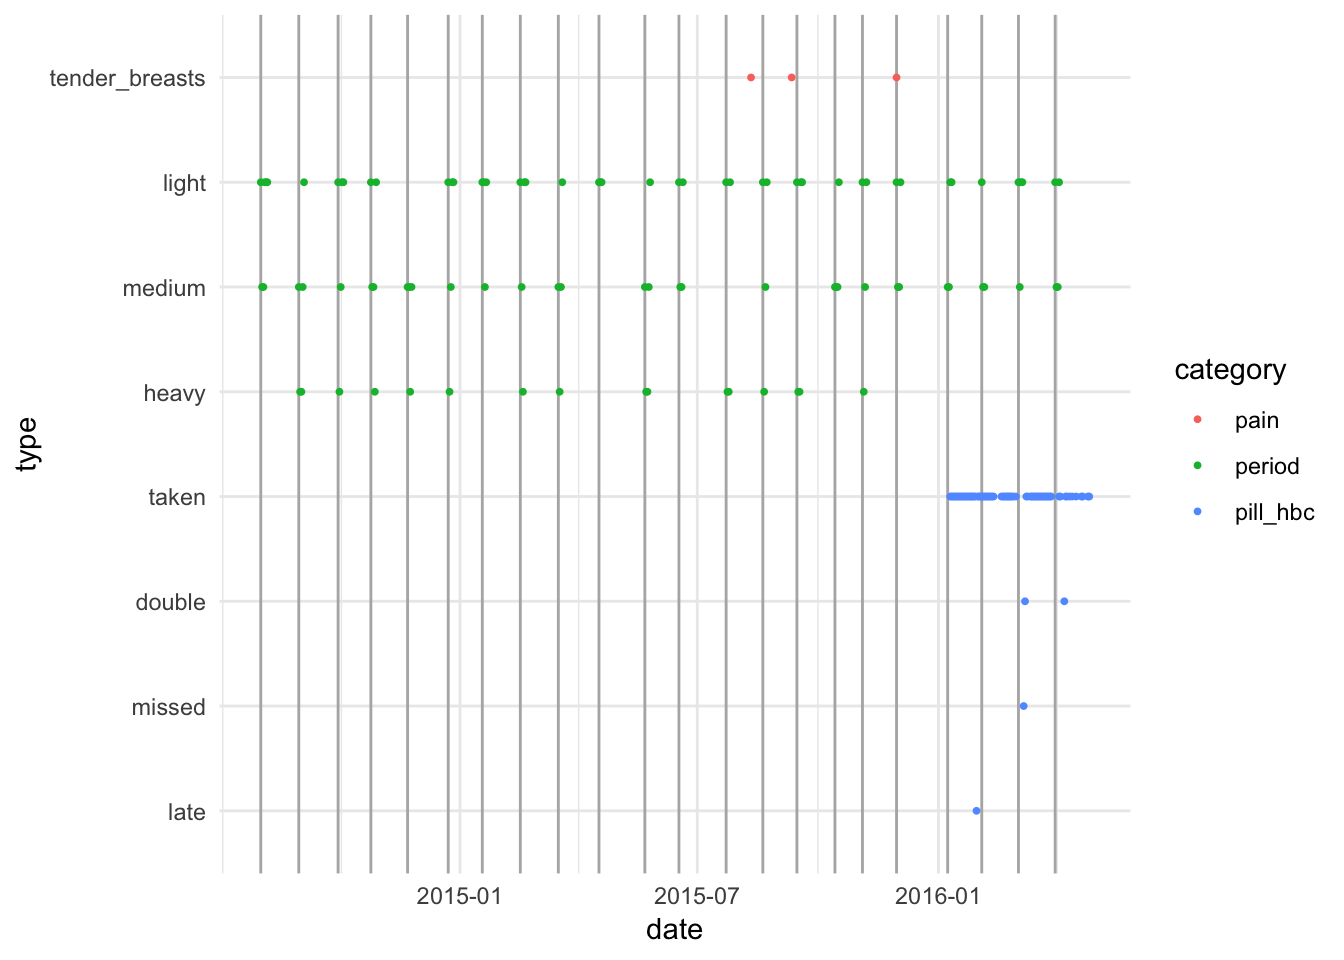 tender_breasts
light
medium
heavy
taken
double
missed
late
type
2015-01
2015-07
2016-01
date
category
pain
period
pill_hbc